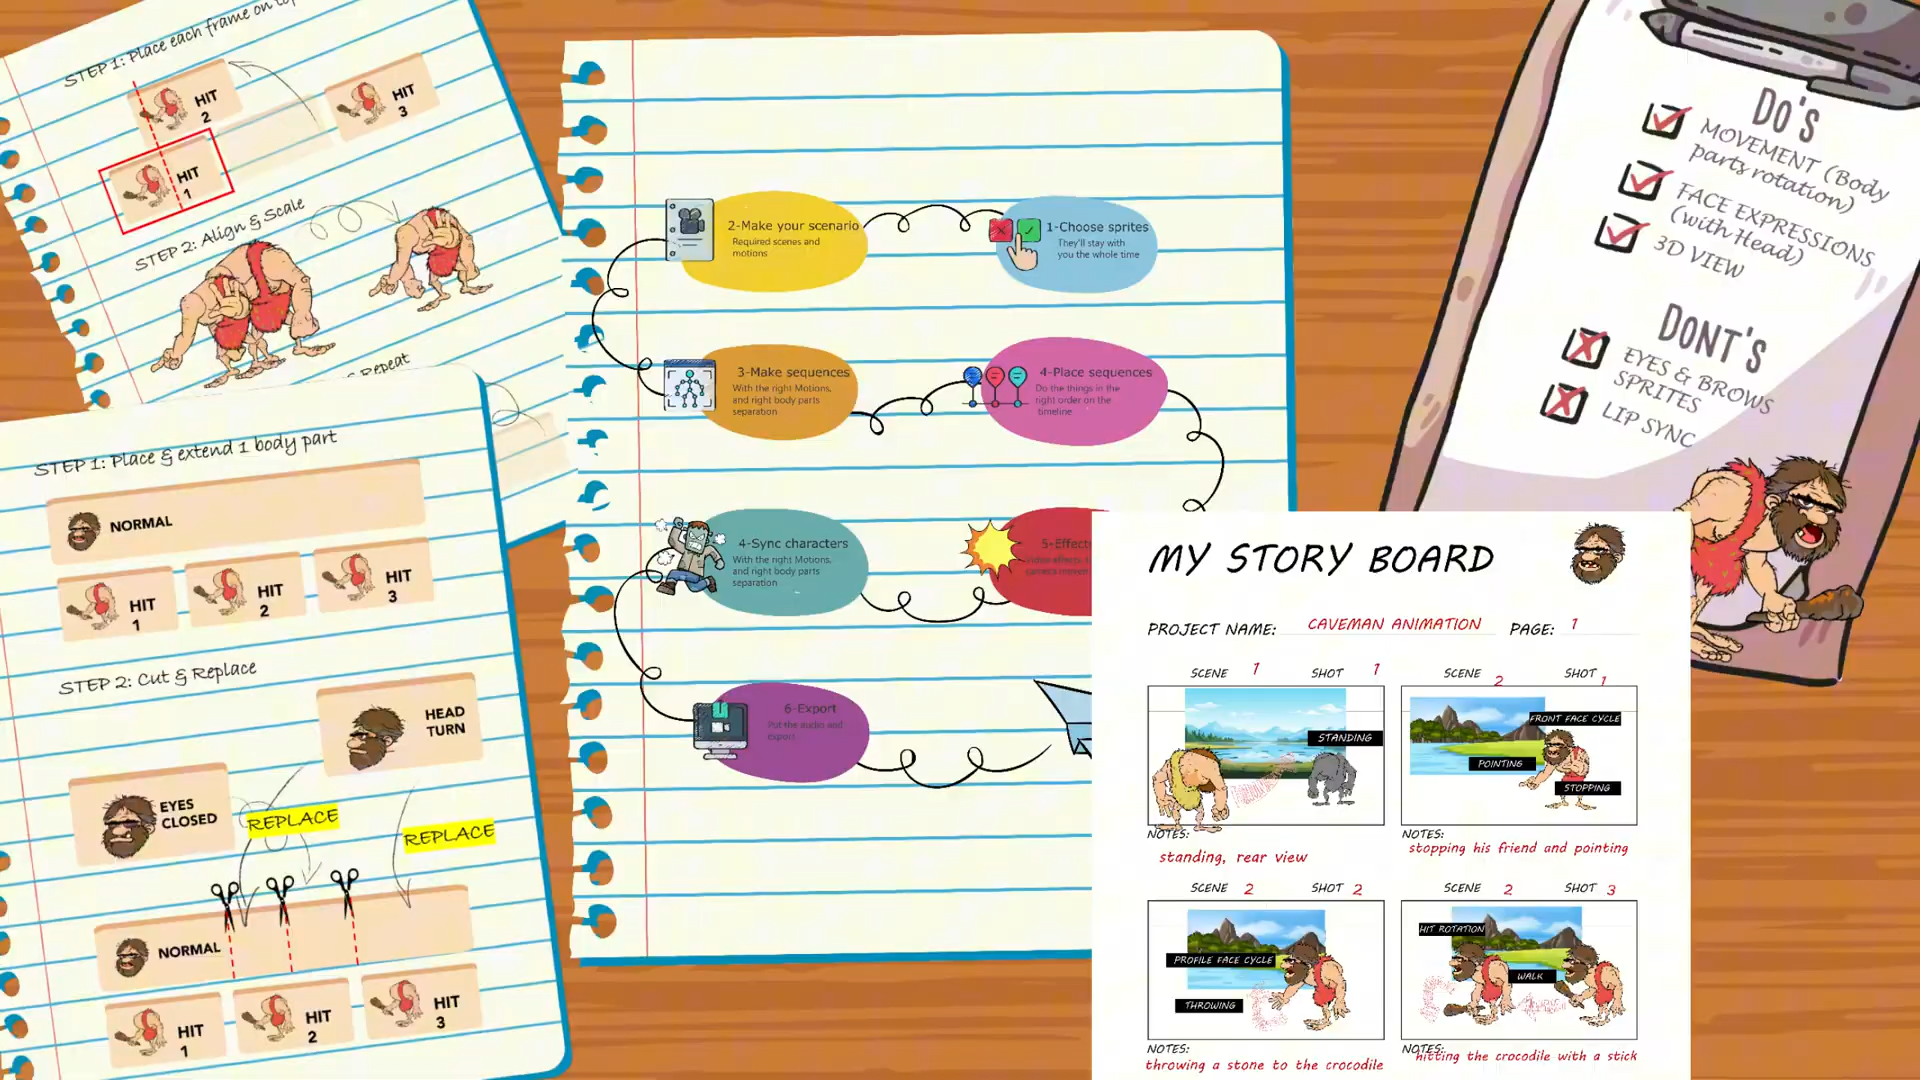 STEP 1: Place each frame on top
HIT
2
HIT
3
HIT
1
STEP 2: Align & Scale
& Repeat
STEP 1: Place & extend 1 body part
NORMAL
HIT
1
HIT
2
HIT
3
STEP 2: Cut & Replace
HEAD
TURN
EYES
CLOSED
REPLACE
REPLACE
NORMAL
HIT
1
HIT
2
HIT
3
2-Make your scenario
Required scenes and
motions
1-Choose sprites
They'll stay with
you the whole time
3-Make sequences
With the right Motions,
and right body parts
separation
4-Place sequences
Do the things in the
right order on the
timeline
4-Sync characters
With the right Motions,
and right body parts
separation
5-Effects
6-Export
Put the audio and
export
DO'S
MOVEMENT (Body
party rotation)
FACE EXPRESSIONS
(with Head)
3D VIEW
DONT'S
EYES & BROWS
SPRITES
LIP SYNC
MY STORY BOARD
PROJECT NAME: CAVEMAN ANIMATION PAGE: 1
SCENE 1 SHOT 1
STANDING
NOTES:
standing, rear view
SCENE 2 SHOT 1
FRONT FACE CYCLE
POINTING
STOPPING
NOTES:
stopping his friend and pointing
SCENE 2 SHOT 2
PROFILE FACE CYCLE
THROWING
NOTES:
throwing a stone to the crocodile
SCENE 2 SHOT 3
HIT ROTATION
WALK
NOTES:
hitting the crocodile with a stick